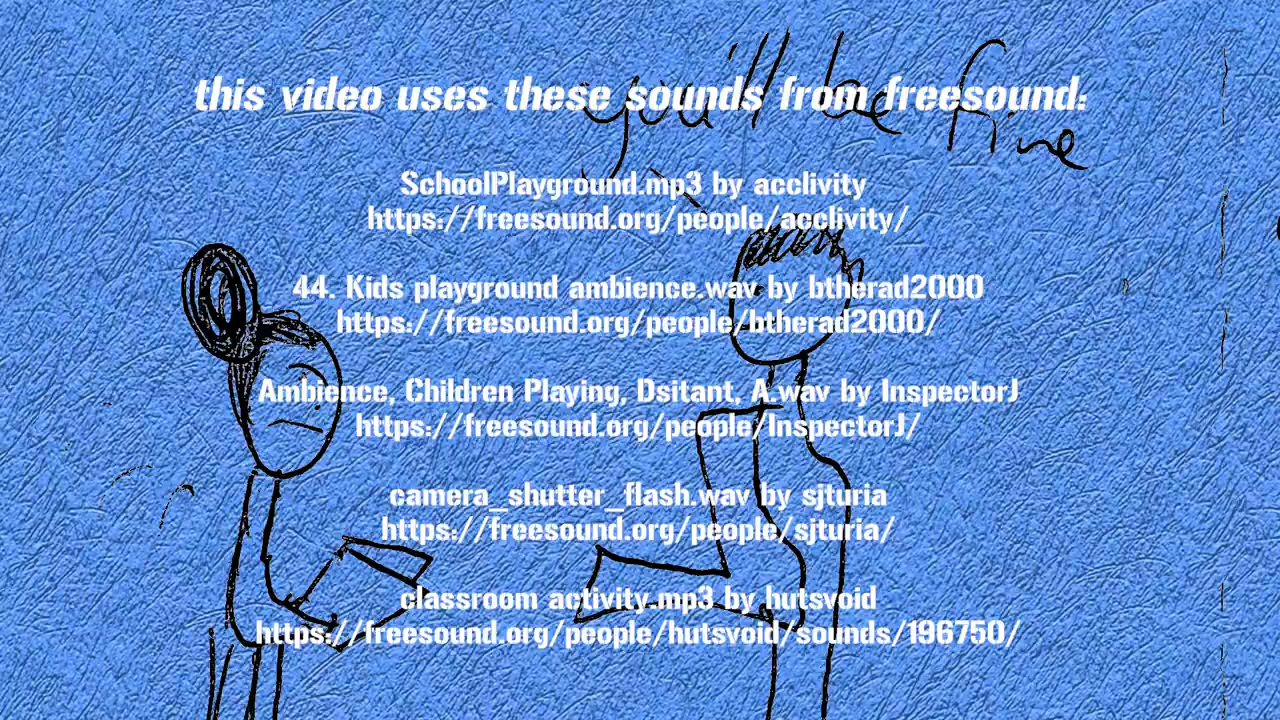 you'll be fine
this video uses these sounds from freesound:
SchoolPlayground.mp3 by acclivity
https://freesound.org/people/acclivity/
44. Kids playground ambience.wav by btherad2000
https://freesound.org/people/btherad2000/
Ambience, Children Playing, Dsitant, A.wav by InspectorJ
https://freesound.org/people/InspectorJ/
camera_shutter_flash.wav by sjturia
https://freesound.org/people/sjturia/
classroom activity.mp3 by hutsvoid
https://freesound.org/people/hutsvoid/sounds/196750/